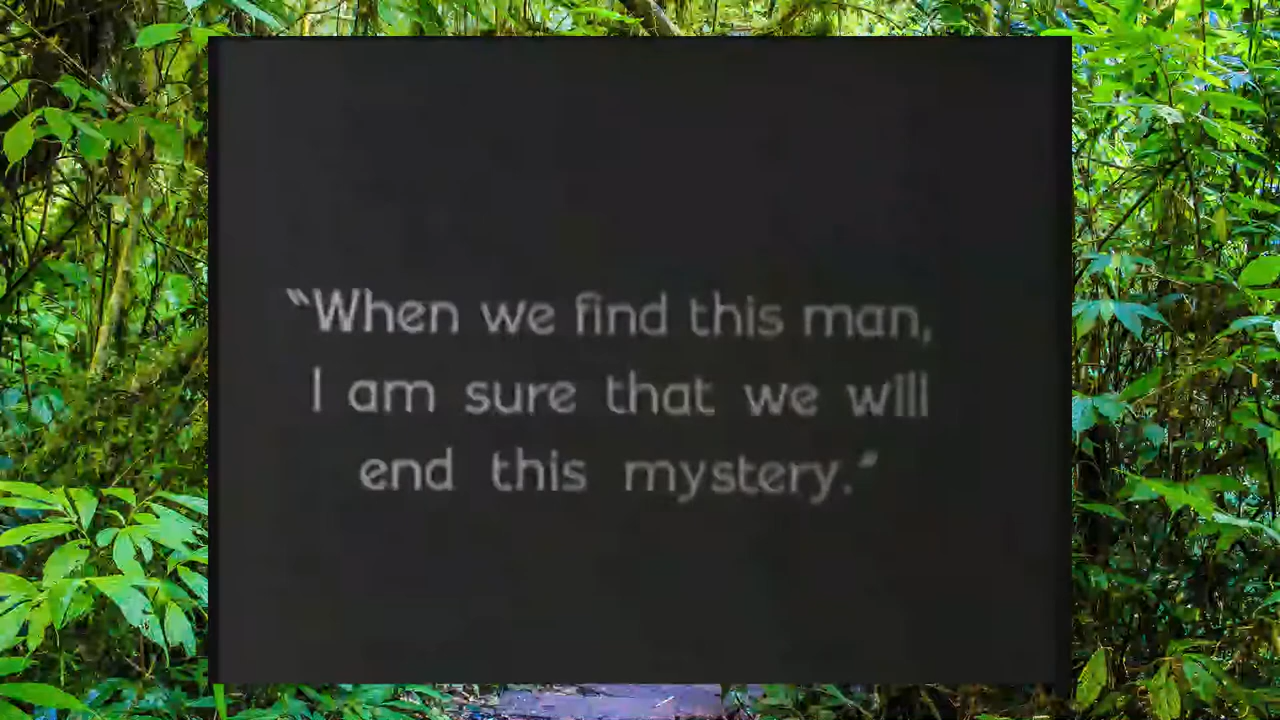 "When we find this man,
I am sure that we will
end this mystery."